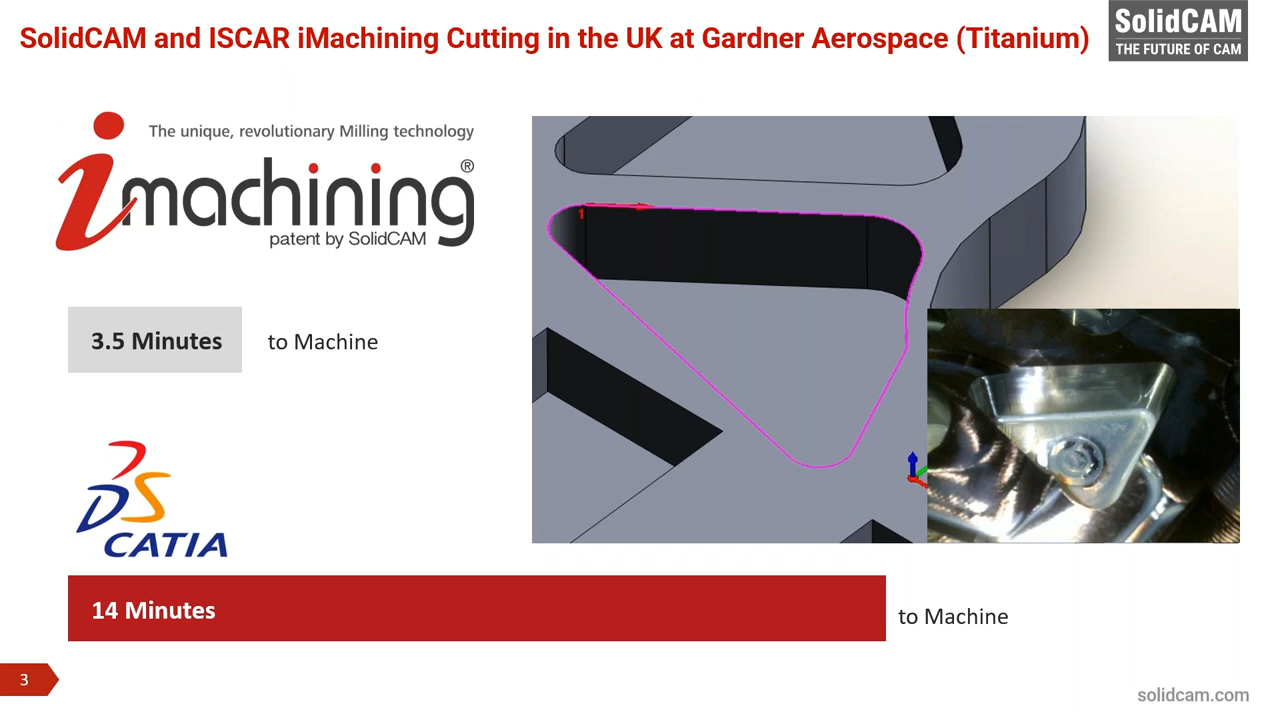 SolidCAM and ISCAR iMachining Cutting in the UK at Gardner Aerospace (Titanium)
SolidCAM
THE FUTURE OF CAM
The unique, revolutionary Milling technology
imachining®
patent by SolidCAM
3.5 Minutes to Machine
1
DS
CATIA
14 Minutes to Machine
3
solidcam.com